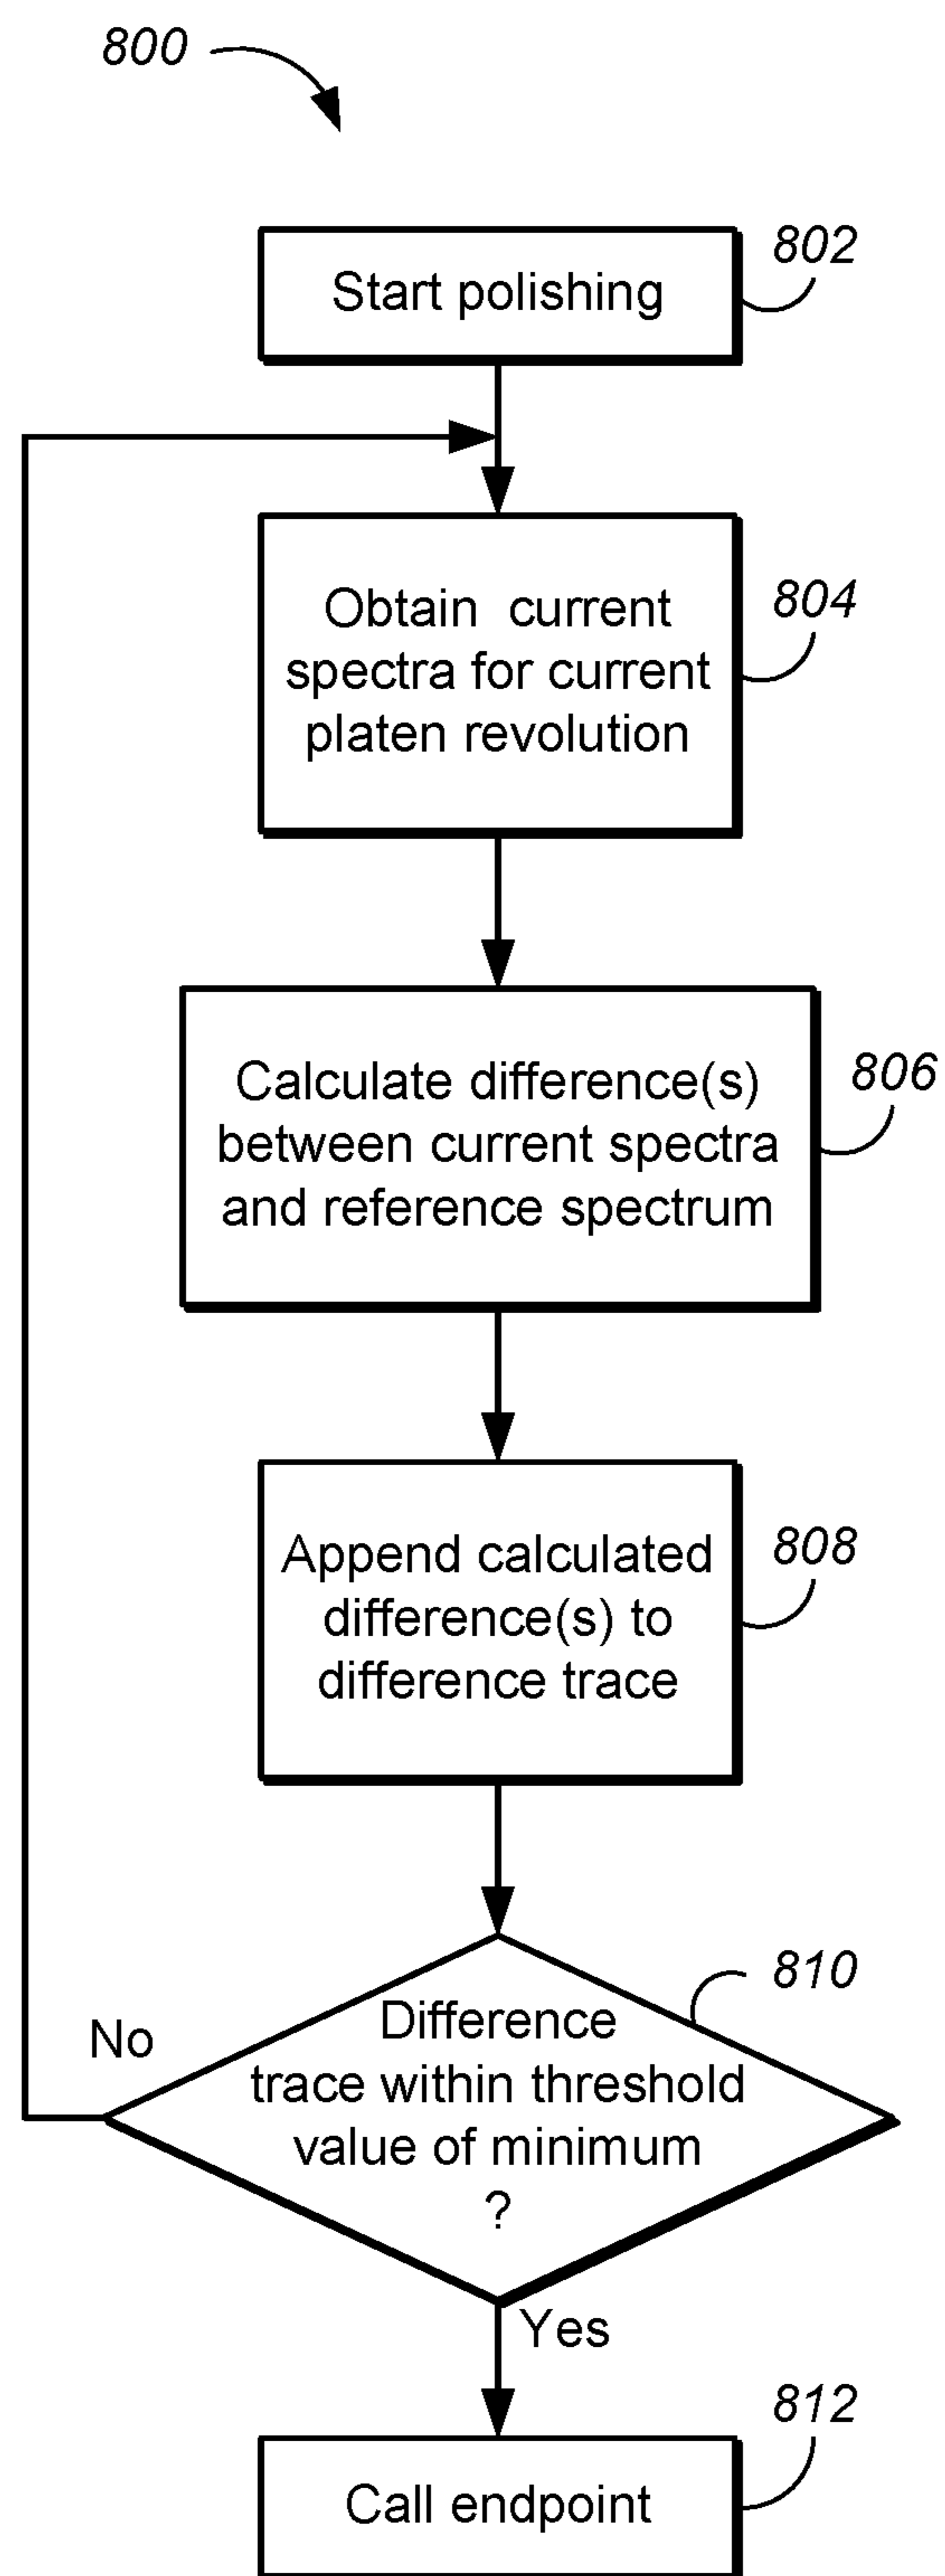 800
802
Start polishing
804
Obtain current
spectra for current
platen revolution
806
Calculate difference(s)
between current spectra
and reference spectrum
808
Append calculated
difference(s) to
difference trace
810
No
Difference
trace within threshold
value of minimum
?
Yes
812
Call endpoint